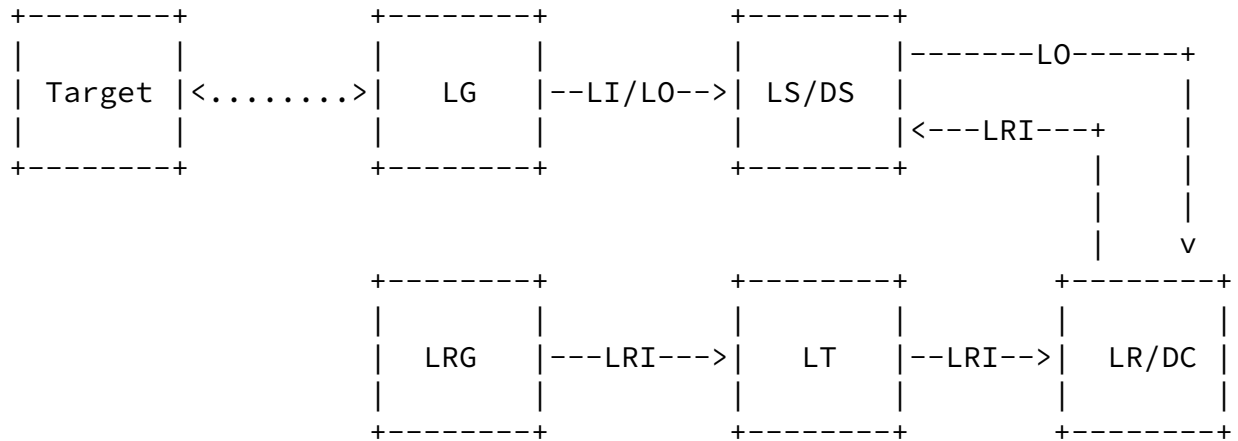 LO
Target LG LI/LO LS/DS
LRI
LRG LRI LT LRI LR/DC